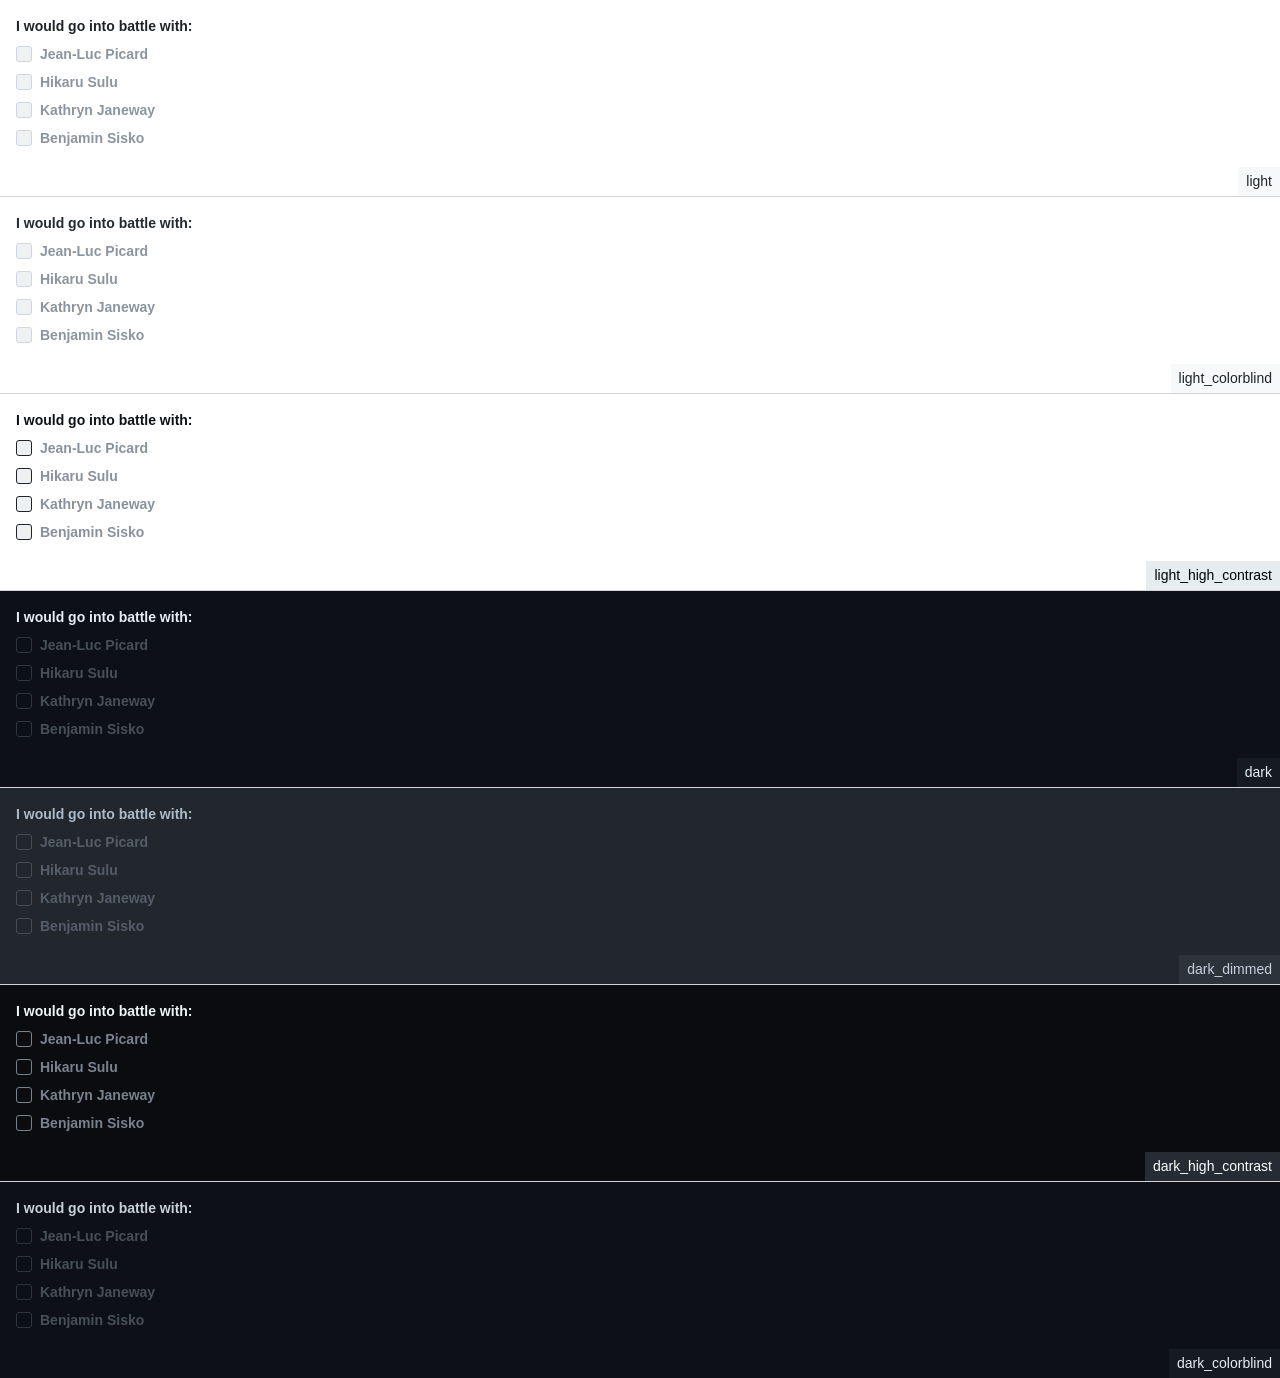 I would go into battle with:
Jean-Luc Picard
Hikaru Sulu
Kathryn Janeway
Benjamin Sisko
light
I would go into battle with:
Jean-Luc Picard
Hikaru Sulu
Kathryn Janeway
Benjamin Sisko
light_colorblind
I would go into battle with:
Jean-Luc Picard
Hikaru Sulu
Kathryn Janeway
Benjamin Sisko
light_high_contrast
I would go into battle with:
Jean-Luc Picard
Hikaru Sulu
Kathryn Janeway
Benjamin Sisko
dark
I would go into battle with:
Jean-Luc Picard
Hikaru Sulu
Kathryn Janeway
Benjamin Sisko
dark_dimmed
I would go into battle with:
Jean-Luc Picard
Hikaru Sulu
Kathryn Janeway
Benjamin Sisko
dark_high_contrast
I would go into battle with:
Jean-Luc Picard
Hikaru Sulu
Kathryn Janeway
Benjamin Sisko
dark_colorblind